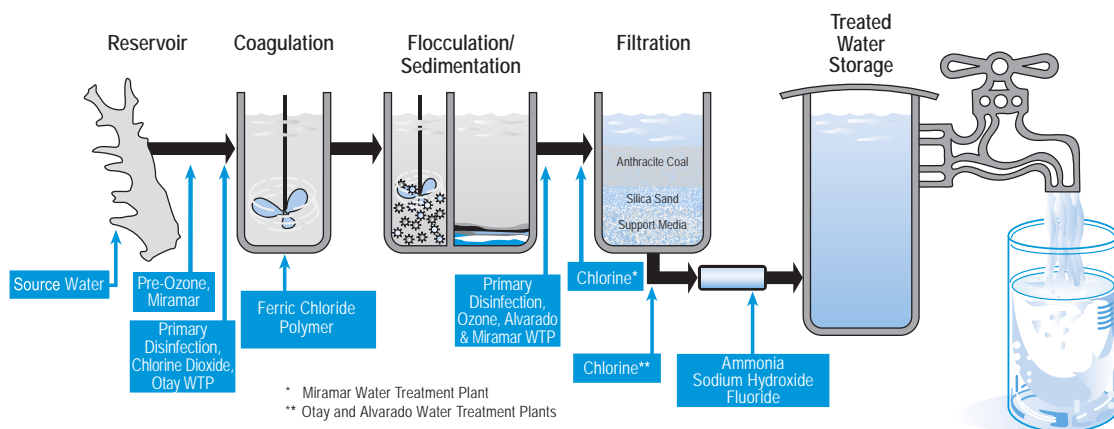 Reservoir
Coagulation
Flocculation/
Sedimentation
Filtration
Treated
Water
Storage
Anthracite Coal
Silica Sand
Support Media
Source Water
Pre-Ozone,
Miramar
Primary
Disinfection,
Chlorine Dioxide,
Otay WTP
Ferric Chloride
Polymer
Primary
Disinfection,
Ozone, Alvarado
& Miramar WTP
Chlorine*
Chlorine**
Ammonia
Sodium Hydroxide
Fluoride
* Miramar Water Treatment Plant
** Otay and Alvarado Water Treatment Plants